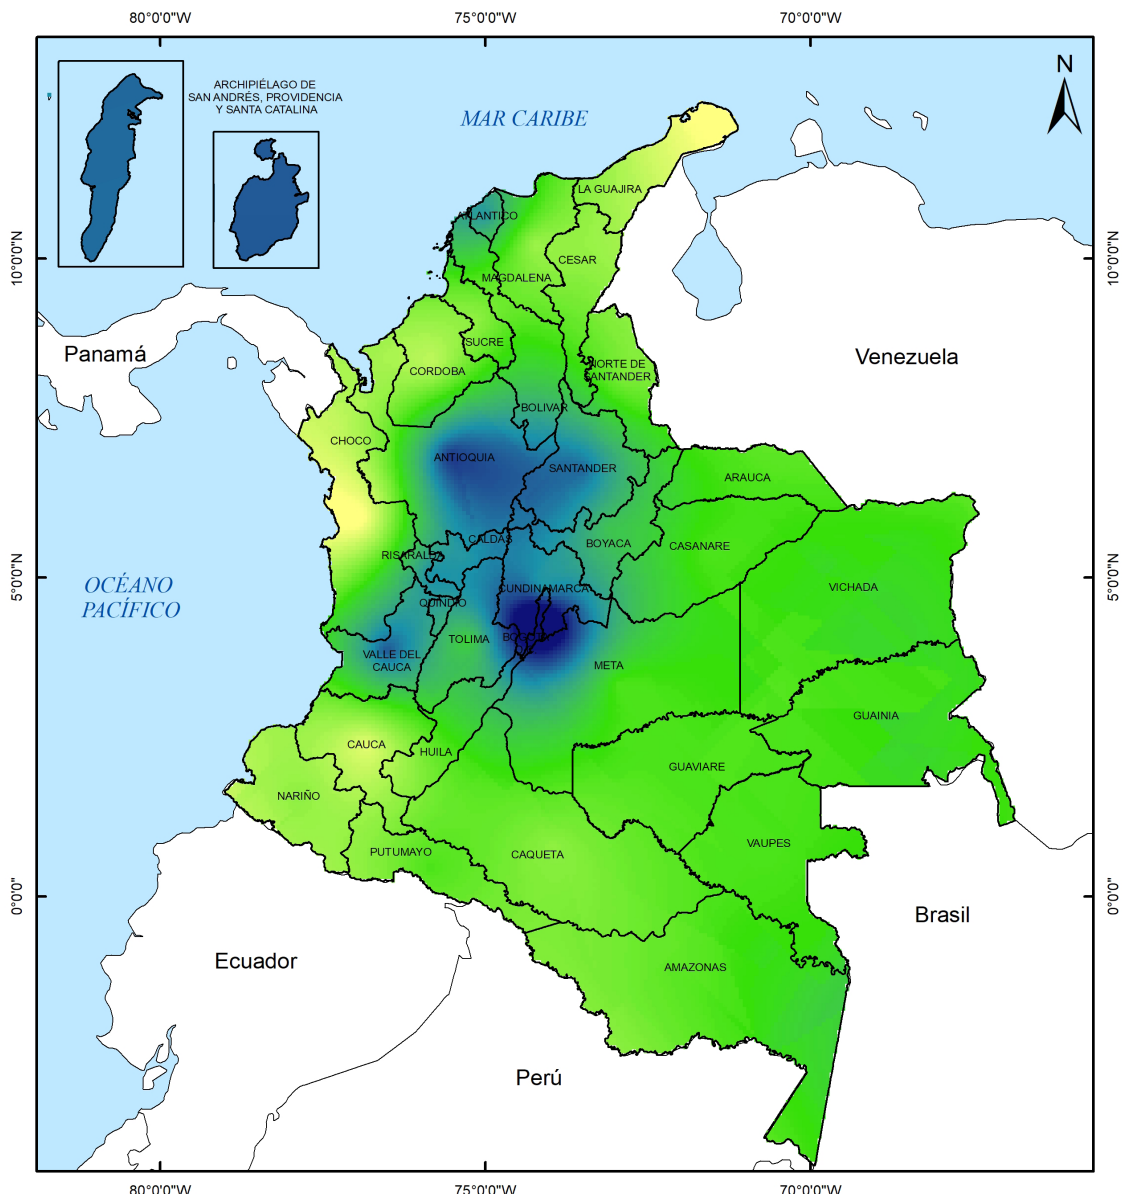 80°0'0"W
75°0'0"W
70°0'0"W
N
ARCHIPIÉLAGO DE
SAN ANDRÉS, PROVIDENCIA
Y SANTA CATALINA
MAR CARIBE
LA GUAJIRA
ATLANTICO
10°0'0"N
10°0'0"N
CESAR
MAGDALENA
SUCRE
Panamá
Venezuela
NORTE DE
SANTANDER
CORDOBA
BOLIVAR
CHOCO
ANTIOQUIA
SANTANDER
ARAUCA
CALDAS
BOYACA
CASANARE
RISARALDA
5°0'0"N
5°0'0"N
OCÉANO
PACÍFICO
VICHADA
CUNDINAMARCA
QUINDIO
TOLIMA
BOGOTA
VALLE DEL
CAUCA
META
GUAINIA
CAUCA
HUILA
GUAVIARE
NARIÑO
VAUPES
PUTUMAYO
CAQUETA
0°0'0"
0°0'0"
Brasil
Ecuador
AMAZONAS
Perú
80°0'0"W
75°0'0"W
70°0'0"W